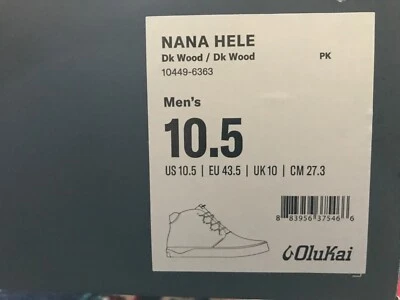 NANA HELE
Dk Wood / Dk Wood PK
10449-6363
Men's
10.5
US 10.5 | EU 43.5 | UK 10 | CM 27.3
8 83956 37546 6
OluKai